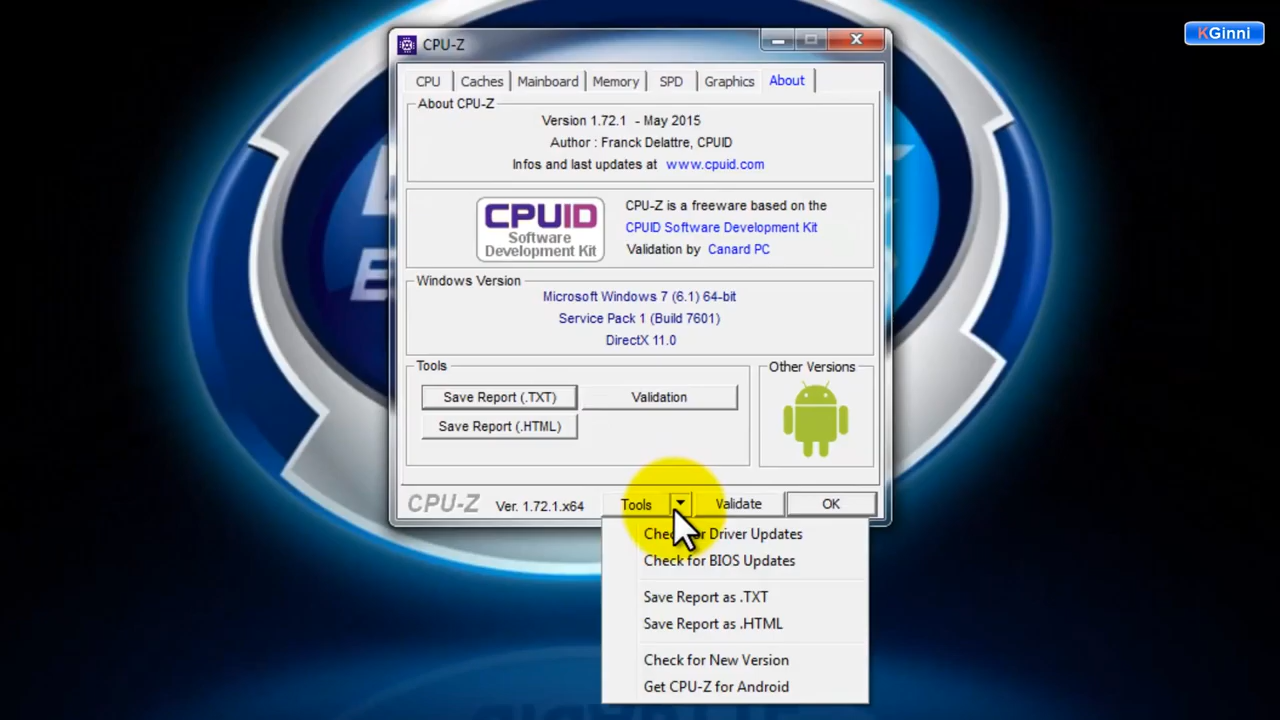 KGinni
CPU-Z
CPU Caches Mainboard Memory SPD Graphics About
About CPU-Z
Version 1.72.1 - May 2015
Author : Franck Delattre, CPUID
Infos and last updates at www.cpuid.com
CPUID
Software
Development Kit
CPU-Z is a freeware based on the
CPUID Software Development Kit
Validation by Canard PC
Windows Version
Microsoft Windows 7 (6.1) 64-bit
Service Pack 1 (Build 7601)
DirectX 11.0
Tools
Save Report (.TXT) Validation
Save Report (.HTML)
Other Versions
CPU-Z Ver. 1.72.1.x64 Tools Validate OK
Check for Driver Updates
Check for BIOS Updates
Save Report as .TXT
Save Report as .HTML
Check for New Version
Get CPU-Z for Android